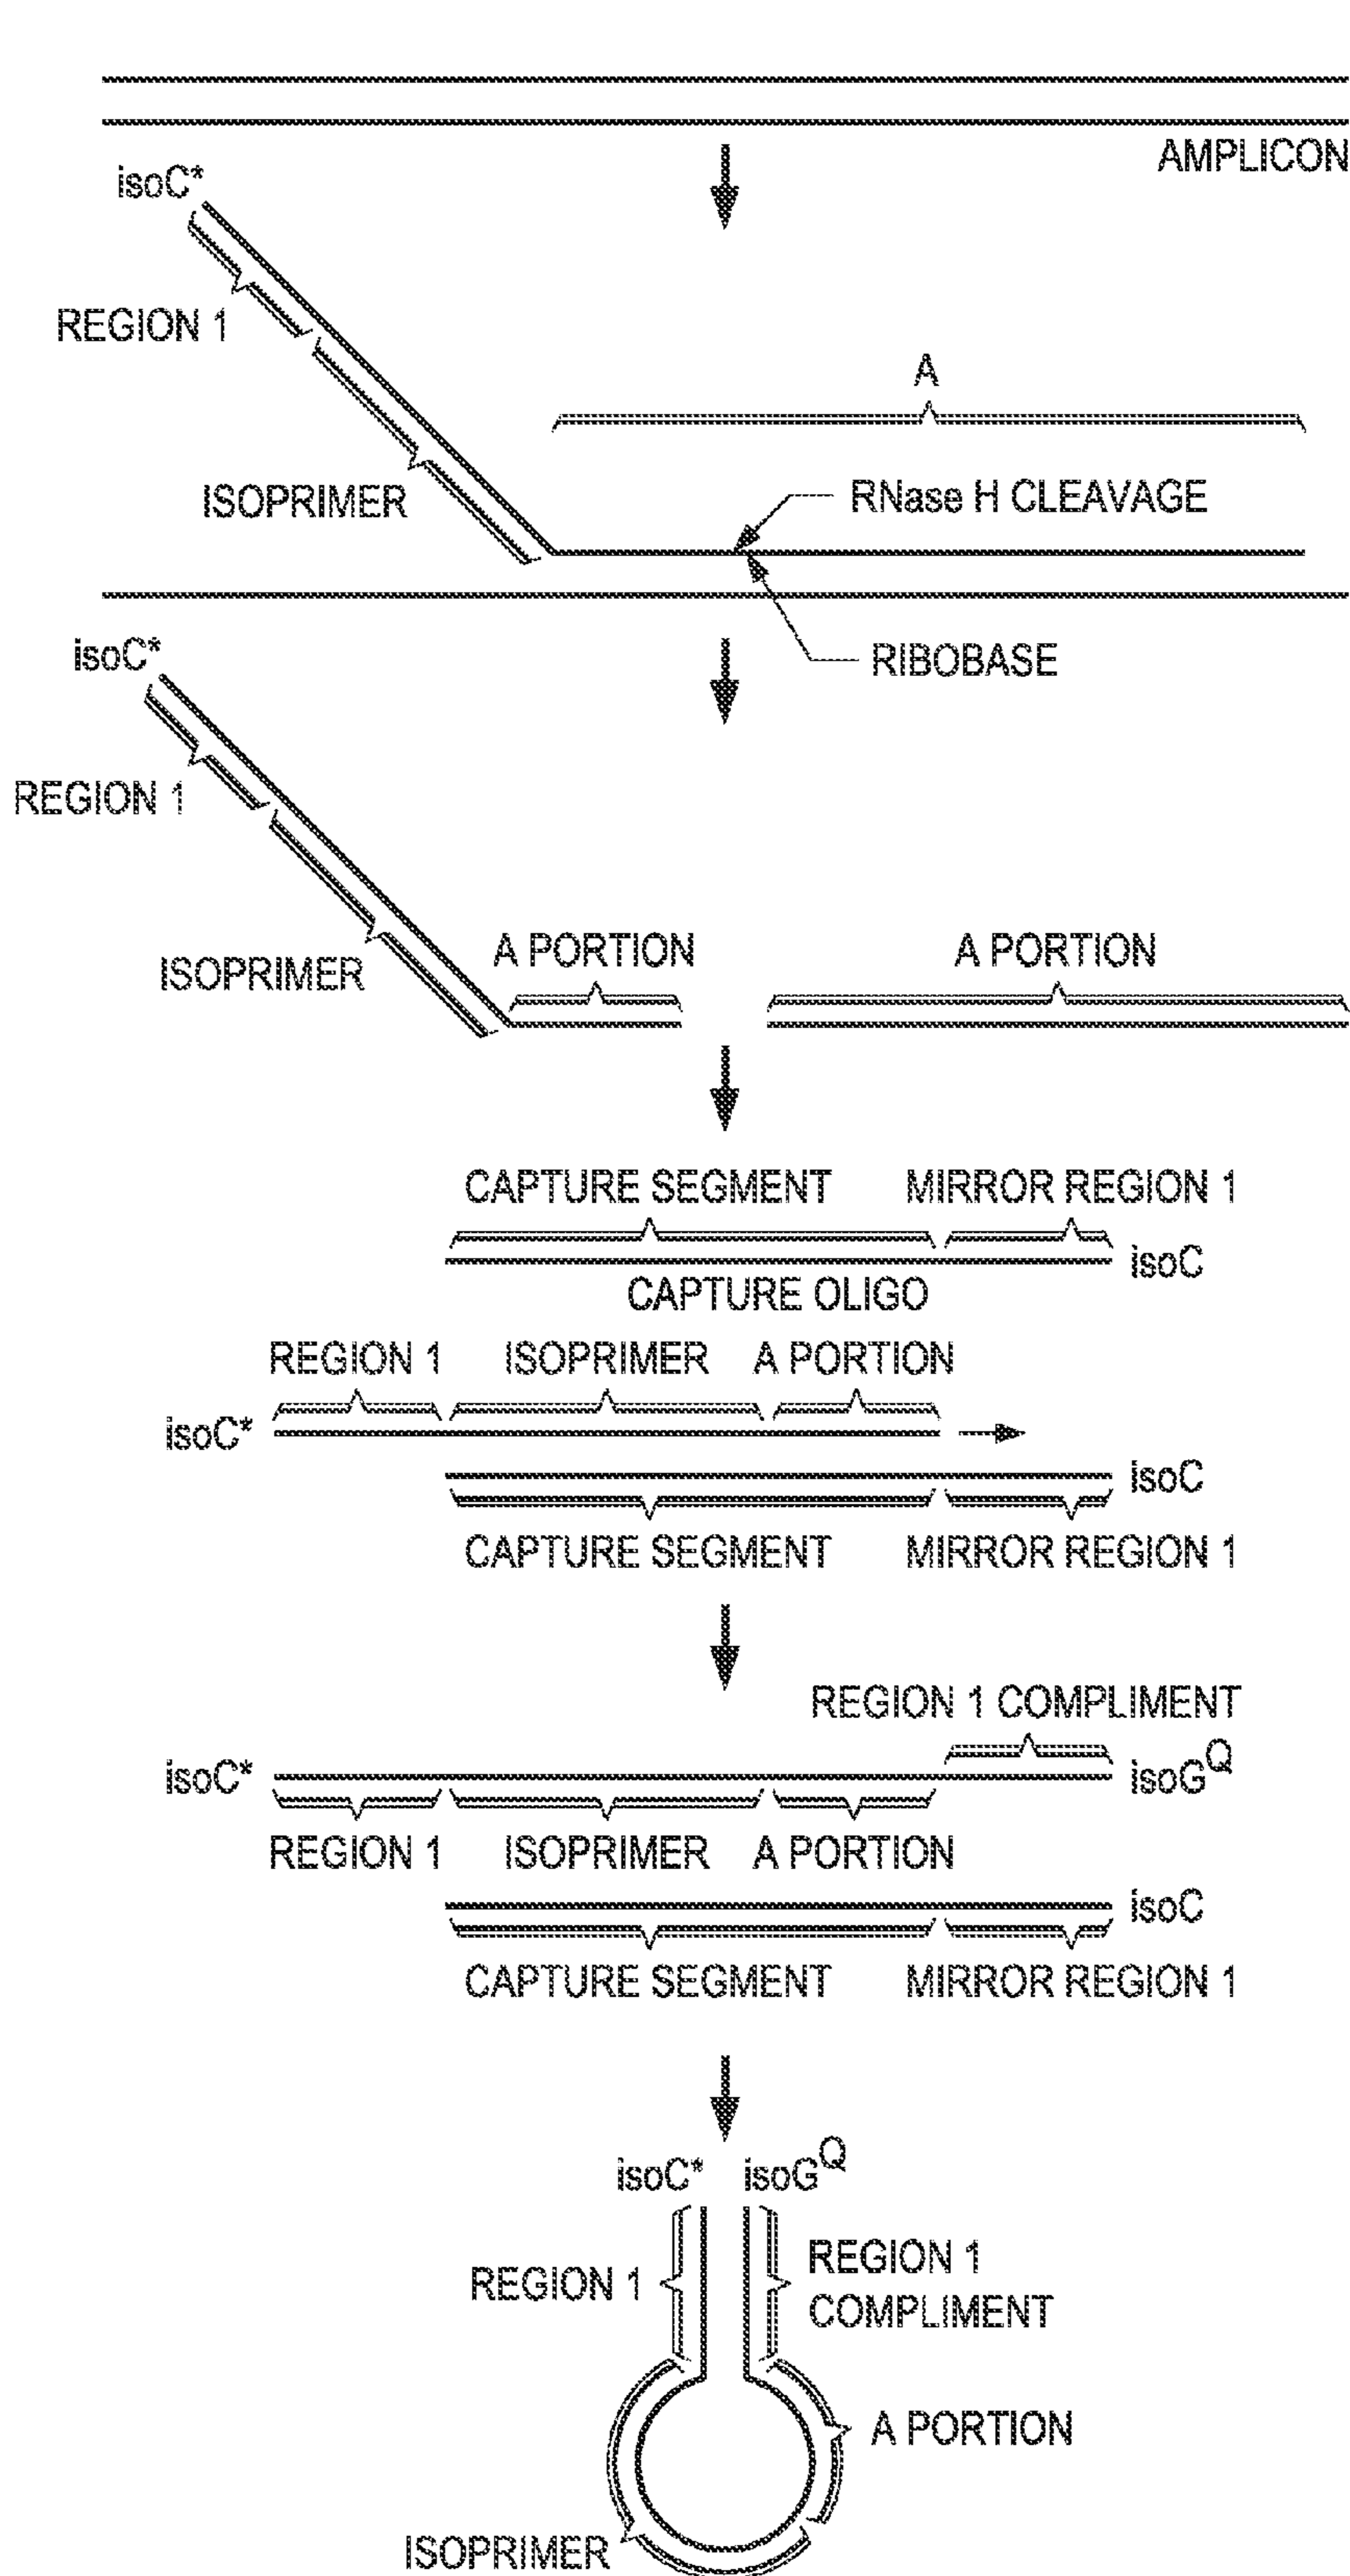 AMPLICON
isoC*
REGION 1
A
ISOPRIMER
RNase H CLEAVAGE
RIBOBASE
isoC*
REGION 1
ISOPRIMER
A PORTION
A PORTION
CAPTURE SEGMENT
MIRROR REGION 1
isoC
CAPTURE OLIGO
REGION 1
ISOPRIMER
A PORTION
isoC*
isoC
CAPTURE SEGMENT
MIRROR REGION 1
REGION 1 COMPLIMENT
isoC*
isoG^Q
REGION 1
ISOPRIMER
A PORTION
isoC
CAPTURE SEGMENT
MIRROR REGION 1
isoC*
isoG^Q
REGION 1
REGION 1
COMPLIMENT
A PORTION
ISOPRIMER